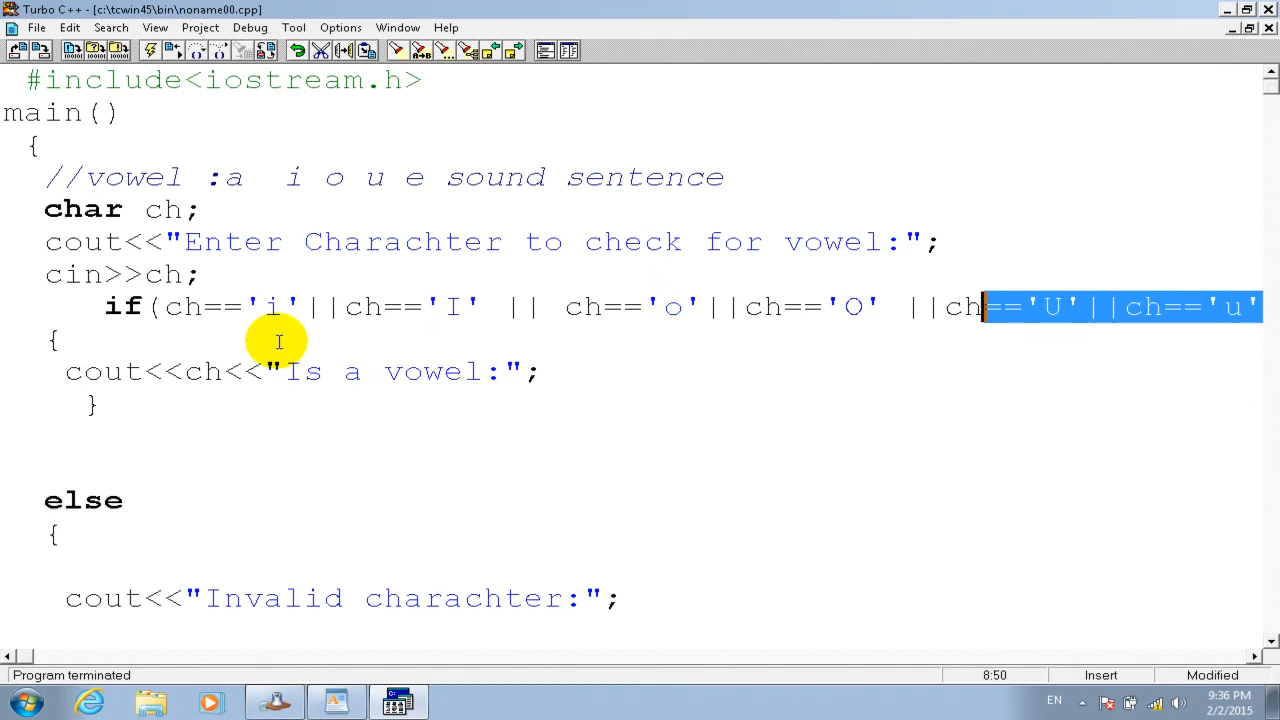 Turbo C++ - [c:\tcwin45\bin\noname00.cpp]
File Edit Search View Project Debug Tool Options Window Help
#include<iostream.h>
main()
{
//vowel :a  i o u e sound sentence
char ch;
cout<<"Enter Charachter to check for vowel:";
cin>>ch;
if(ch=='i'||ch=='I' || ch=='o'||ch=='O' ||ch=='U'||ch=='u'
{
cout<<ch<<"Is a vowel:";
}
else
{
cout<<"Invalid charachter:";
Program terminated 8:50 Insert Modified
EN 9:36 PM
2/2/2015